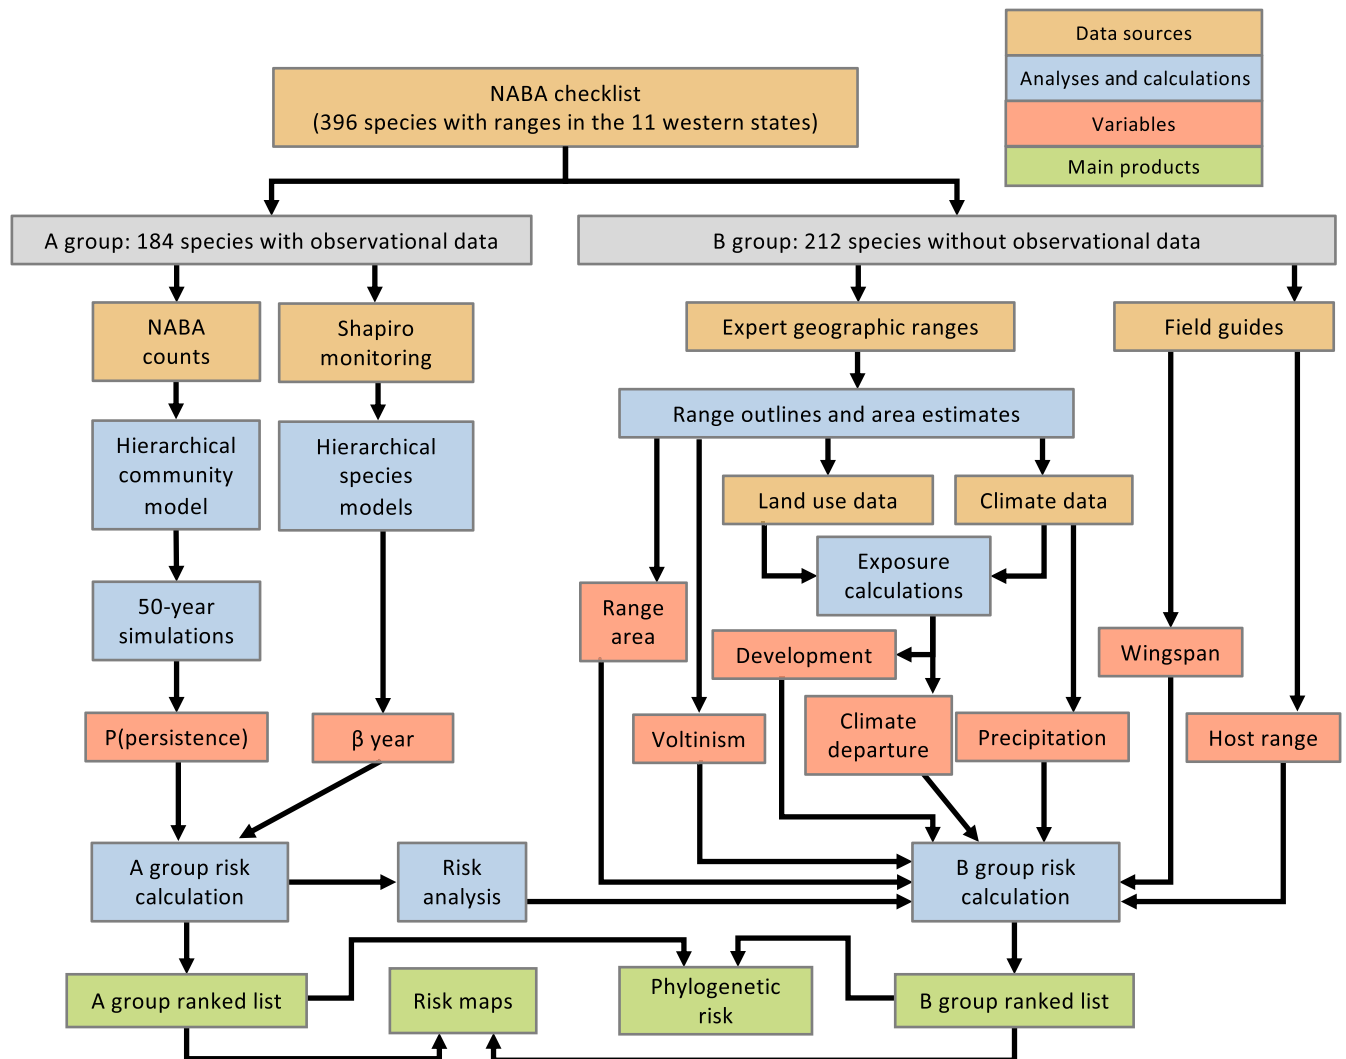 Data sources
Analyses and calculations
Variables
Main products
NABA checklist
(396 species with ranges in the 11 western states)
A group: 184 species with observational data
B group: 212 species without observational data
NABA
counts
Shapiro
monitoring
Expert geographic ranges
Field guides
Range outlines and area estimates
Hierarchical
community
model
Hierarchical
species
models
Land use data
Climate data
Exposure
calculations
50-year
simulations
Range
area
Development
Wingspan
P(persistence)
β year
Voltinism
Climate
departure
Precipitation
Host range
A group risk
calculation
Risk
analysis
B group risk
calculation
A group ranked list
Risk maps
Phylogenetic
risk
B group ranked list